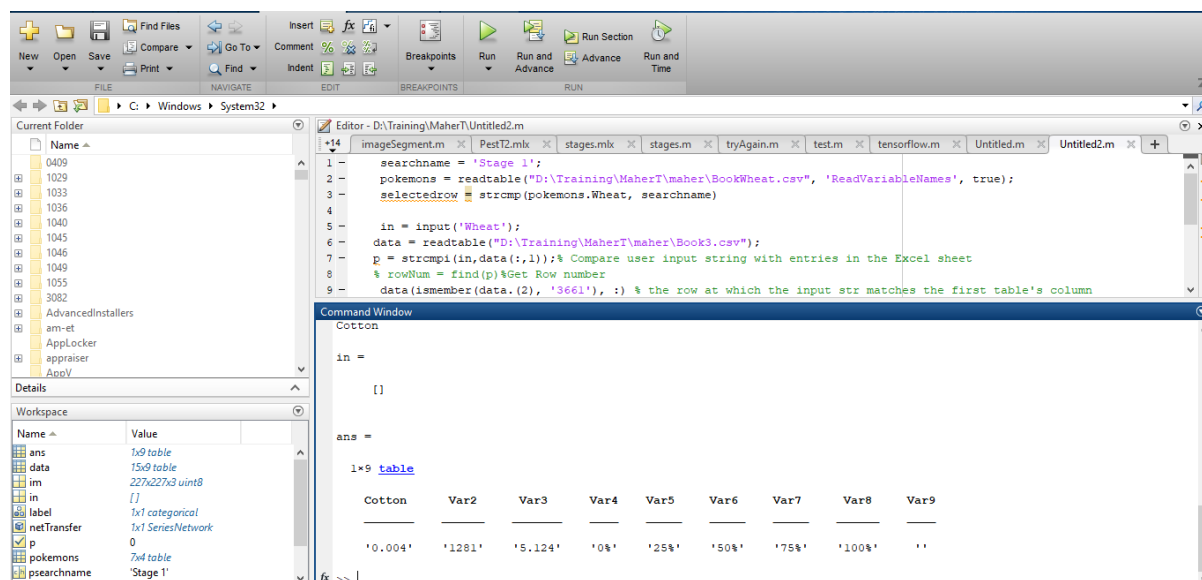 Insert fx
Find Files
Compare
Print
Go To
Find
Comment %
Indent
New Open Save
Breakpoints
Run
Run and Advance
Run Section
Advance
Run and Time
FILE NAVIGATE EDIT BREAKPOINTS RUN
C: Windows System32
Current Folder
Name
0409
1029
1033
1036
1040
1045
1046
1049
1055
3082
AdvancedInstallers
am-et
AppLocker
appraiser
AppV
Details
Workspace
Name Value
ans 1x9 table
data 15x9 table
im 227x227x3 uint8
in []
label 1x1 categorical
netTransfer 1x1 SeriesNetwork
p 0
pokemons 7x4 table
psearchname 'Stage 1'
Editor - D:\Training\MaherT\Untitled2.m
+14 imageSegment.m PestT2.mlx stages.mlx stages.m tryAgain.m test.m tensorflow.m Untitled.m Untitled2.m
1 - searchname = 'Stage 1';
2 - pokemons = readtable("D:\Training\MaherT\maher\BookWheat.csv", 'ReadVariableNames', true);
3 - selectedrow = strcmp(pokemons.Wheat, searchname)
4
5 - in = input('Wheat');
6 - data = readtable("D:\Training\MaherT\maher\Book3.csv");
7 - p = strcmpi(in,data(:,1));% Compare user input string with entries in the Excel sheet
8 % rowNum = find(p)%Get Row number
9 - data(ismember(data.(2), '3661'), :) % the row at which the input str matches the first table's column
Command Window
Cotton
in =
[]
ans =
1×9 table
Cotton Var2 Var3 Var4 Var5 Var6 Var7 Var8 Var9
'0.004' '1281' '5.124' '0%' '25%' '50%' '75%' '100%' ''
fx >>